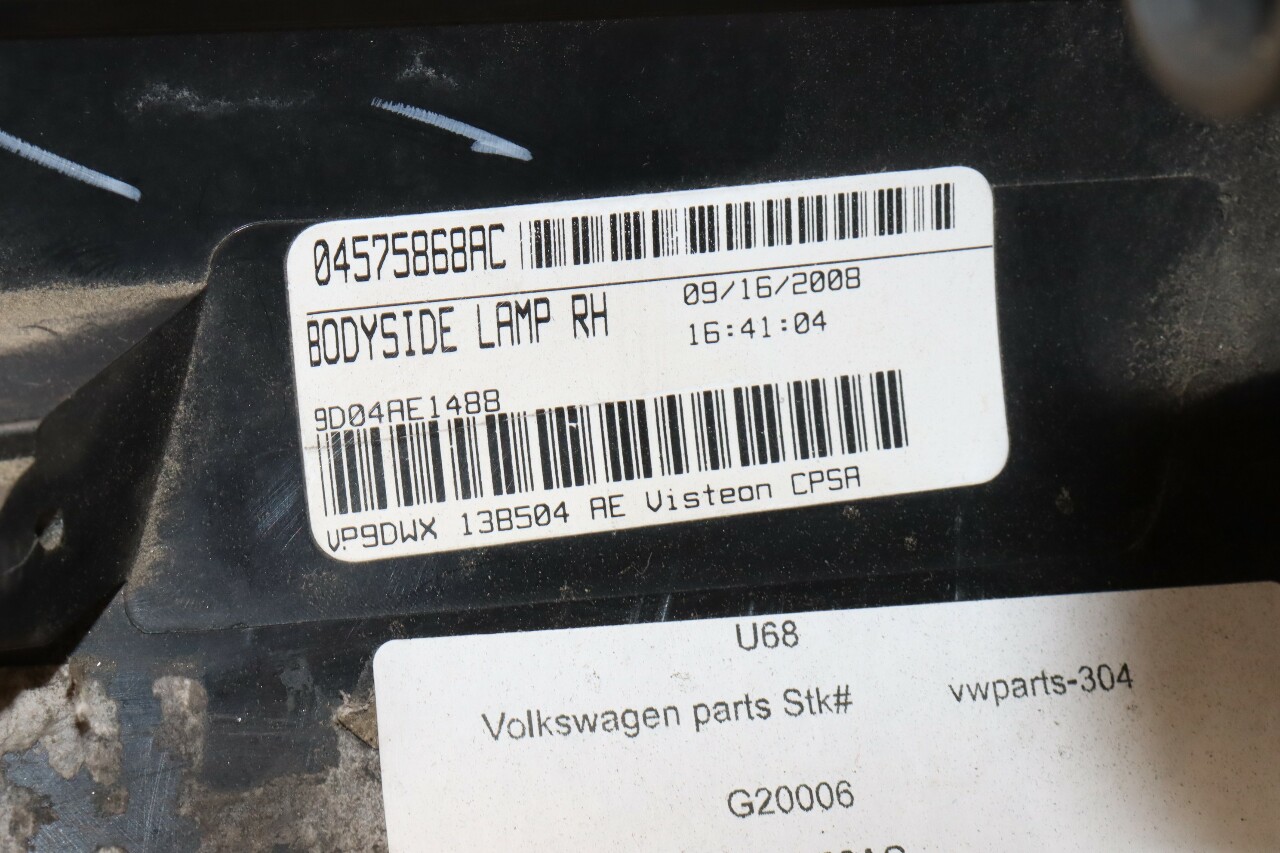 04575868AC
BODYSIDE LAMP RH
09/16/2008
16:41:04
9D04AE1488
VP9DWX 13B504 AE Visteon CPSA
U68
Volkswagen parts Stk# vwparts-304
G20006